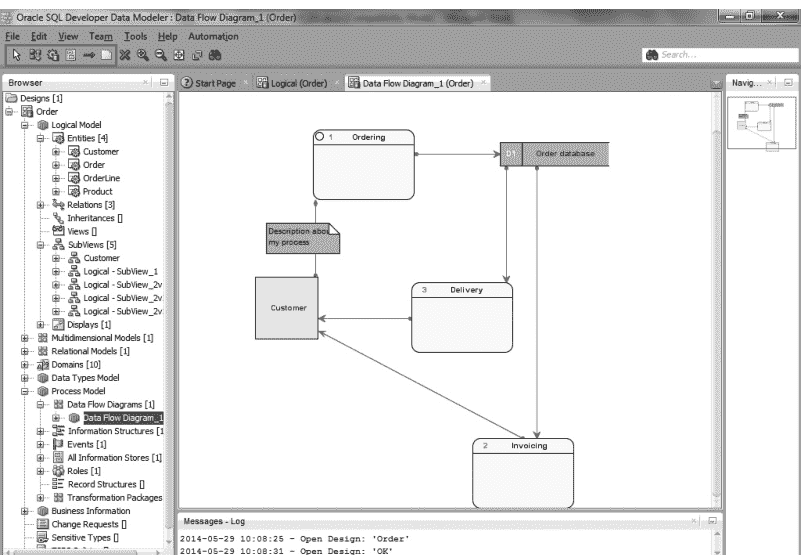 Oracle SQL Developer Data Modeler : Data Flow Diagram_1 (Order)
File Edit View Team Tools Help Automation
Search...
Browser
Designs [1]
Order
Logical Model
Entities [4]
Customer
Order
OrderLine
Product
Relations [3]
Inheritances []
Views []
SubViews [5]
Customer
Logical - SubView_1
Logical - SubView_2v
Logical - SubView_2v
Logical - SubView_2v
Displays [1]
Multidimensional Models [1]
Relational Models [1]
Domains [10]
Data Types Model
Process Model
Data Flow Diagrams [1]
Data Flow Diagram_1
Information Structures [1
Events [1]
All Information Stores [1]
Roles [1]
Record Structures []
Transformation Packages
Business Information
Change Requests []
Sensitive Types []
Start Page
Logical (Order)
Data Flow Diagram_1 (Order)
1 Ordering
D1 Order database
Description abou
my process
Customer
3 Delivery
2 Invoicing
Navig...
Messages - Log
2014-05-29 10:08:25 - Open Design: 'Order'
2014-05-29 10:08:31 - Open Design: 'OK'